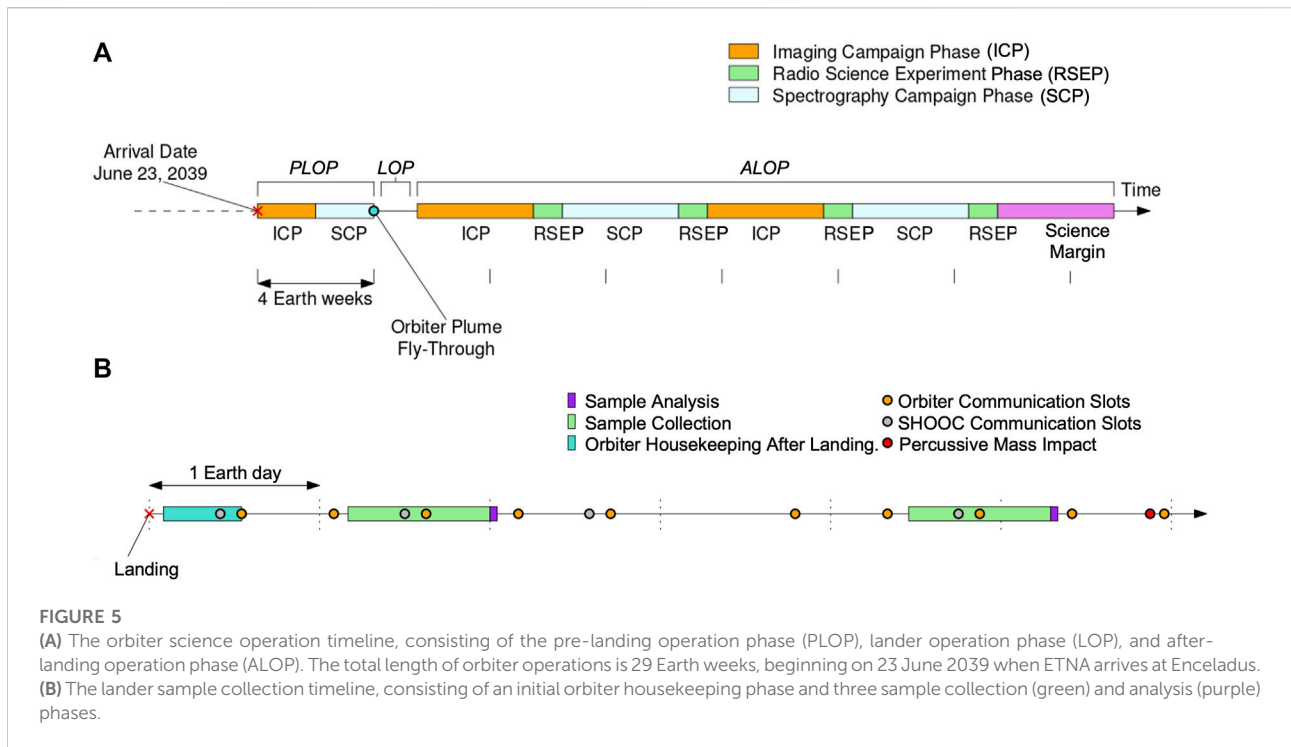 A
Imaging Campaign Phase (ICP)
Radio Science Experiment Phase (RSEP)
Spectrography Campaign Phase (SCP)
Arrival Date
June 23, 2039
PLOP
LOP
ALOP
Time
ICP
SCP
ICP
RSEP
SCP
RSEP
ICP
RSEP
SCP
RSEP
Science
Margin
4 Earth weeks
Orbiter Plume
Fly-Through
B
Sample Analysis
Sample Collection
Orbiter Housekeeping After Landing.
Orbiter Communication Slots
SHOOC Communication Slots
Percussive Mass Impact
1 Earth day
Landing
FIGURE 5
(A) The orbiter science operation timeline, consisting of the pre-landing operation phase (PLOP), lander operation phase (LOP), and after-
landing operation phase (ALOP). The total length of orbiter operations is 29 Earth weeks, beginning on 23 June 2039 when ETNA arrives at Enceladus.
(B) The lander sample collection timeline, consisting of an initial orbiter housekeeping phase and three sample collection (green) and analysis (purple)
phases.